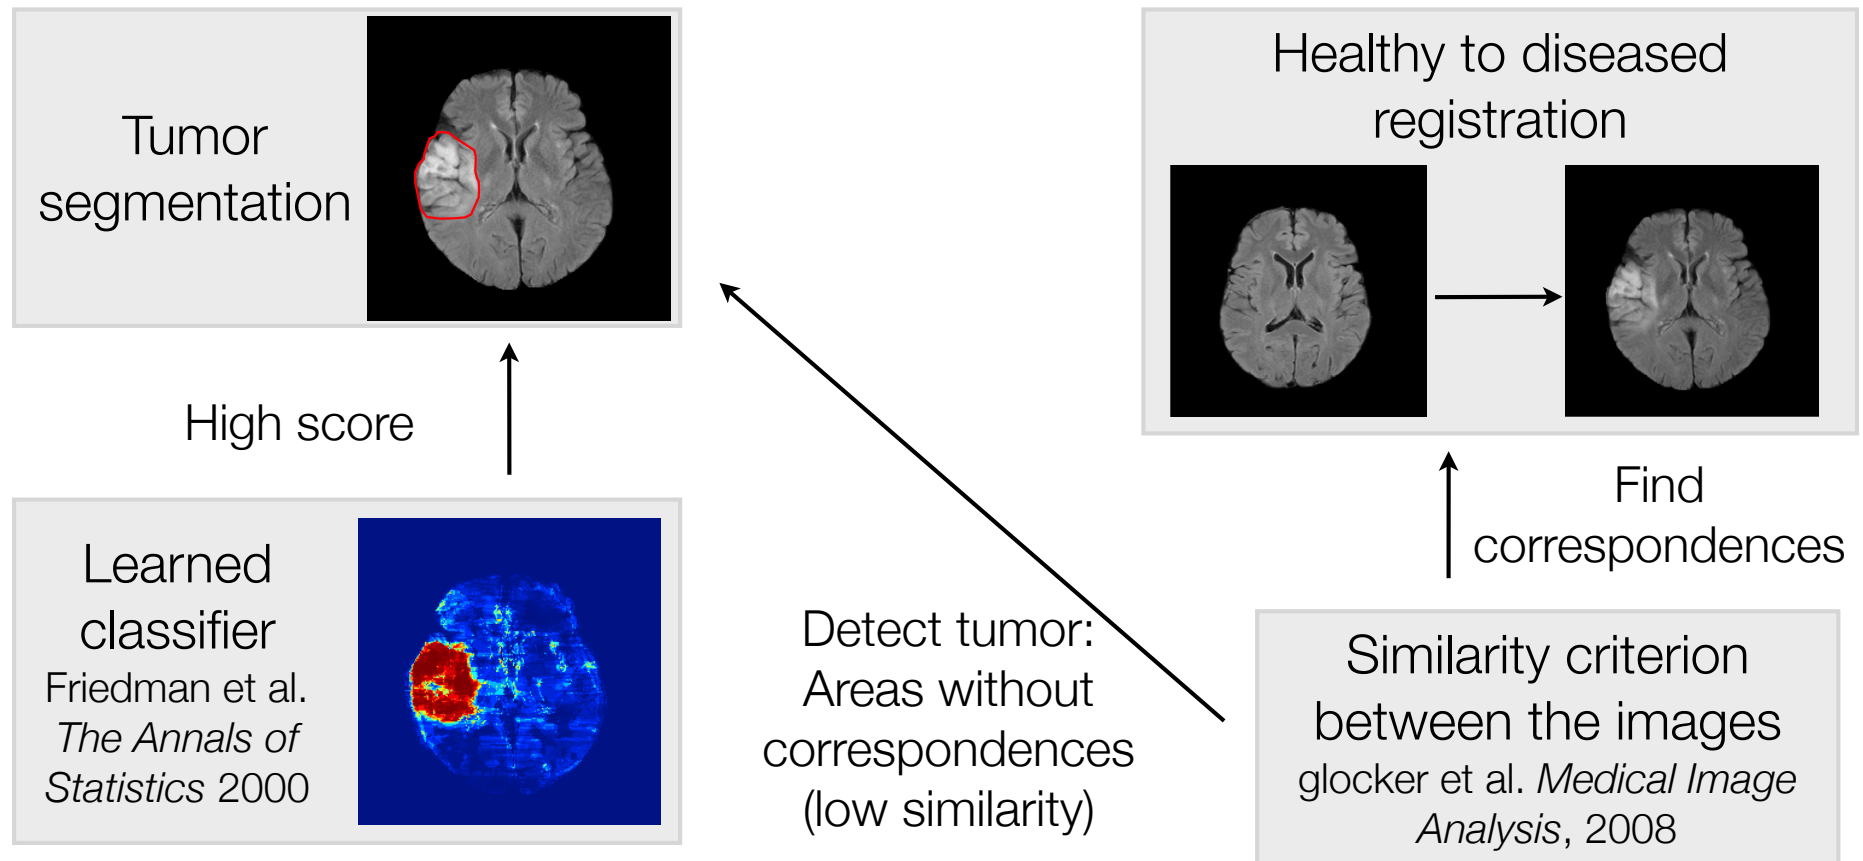 Tumor
segmentation
Healthy to diseased
registration
High score
Find
correspondences
Learned
classifier
Friedman et al.
The Annals of
Statistics 2000
Detect tumor:
Areas without
correspondences
(low similarity)
Similarity criterion
between the images
glocker et al. Medical Image
Analysis, 2008